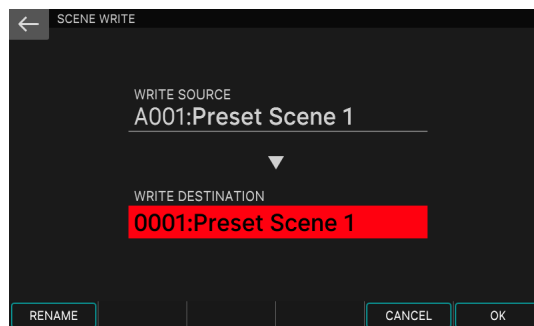 SCENE WRITE
WRITE SOURCE
A001:Preset Scene 1
WRITE DESTINATION
0001:Preset Scene 1
RENAME CANCEL OK